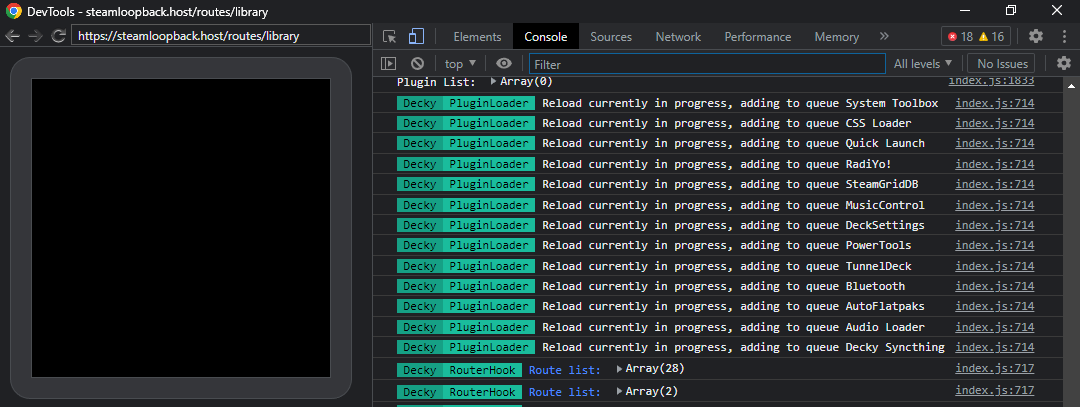 DevTools - steamloopback.host/routes/library
https://steamloopback.host/routes/library
Elements Console Sources Network Performance Memory » 18 16
top Filter All levels No Issues
Plugin List: Array(0) index.js:1833
Decky PluginLoader Reload currently in progress, adding to queue System Toolbox index.js:714
Decky PluginLoader Reload currently in progress, adding to queue CSS Loader index.js:714
Decky PluginLoader Reload currently in progress, adding to queue Quick Launch index.js:714
Decky PluginLoader Reload currently in progress, adding to queue RadiYo! index.js:714
Decky PluginLoader Reload currently in progress, adding to queue SteamGridDB index.js:714
Decky PluginLoader Reload currently in progress, adding to queue MusicControl index.js:714
Decky PluginLoader Reload currently in progress, adding to queue DeckSettings index.js:714
Decky PluginLoader Reload currently in progress, adding to queue PowerTools index.js:714
Decky PluginLoader Reload currently in progress, adding to queue TunnelDeck index.js:714
Decky PluginLoader Reload currently in progress, adding to queue Bluetooth index.js:714
Decky PluginLoader Reload currently in progress, adding to queue AutoFlatpaks index.js:714
Decky PluginLoader Reload currently in progress, adding to queue Audio Loader index.js:714
Decky PluginLoader Reload currently in progress, adding to queue Decky Syncthing index.js:714
Decky RouterHook Route list: Array(28) index.js:717
Decky RouterHook Route list: Array(2) index.js:717